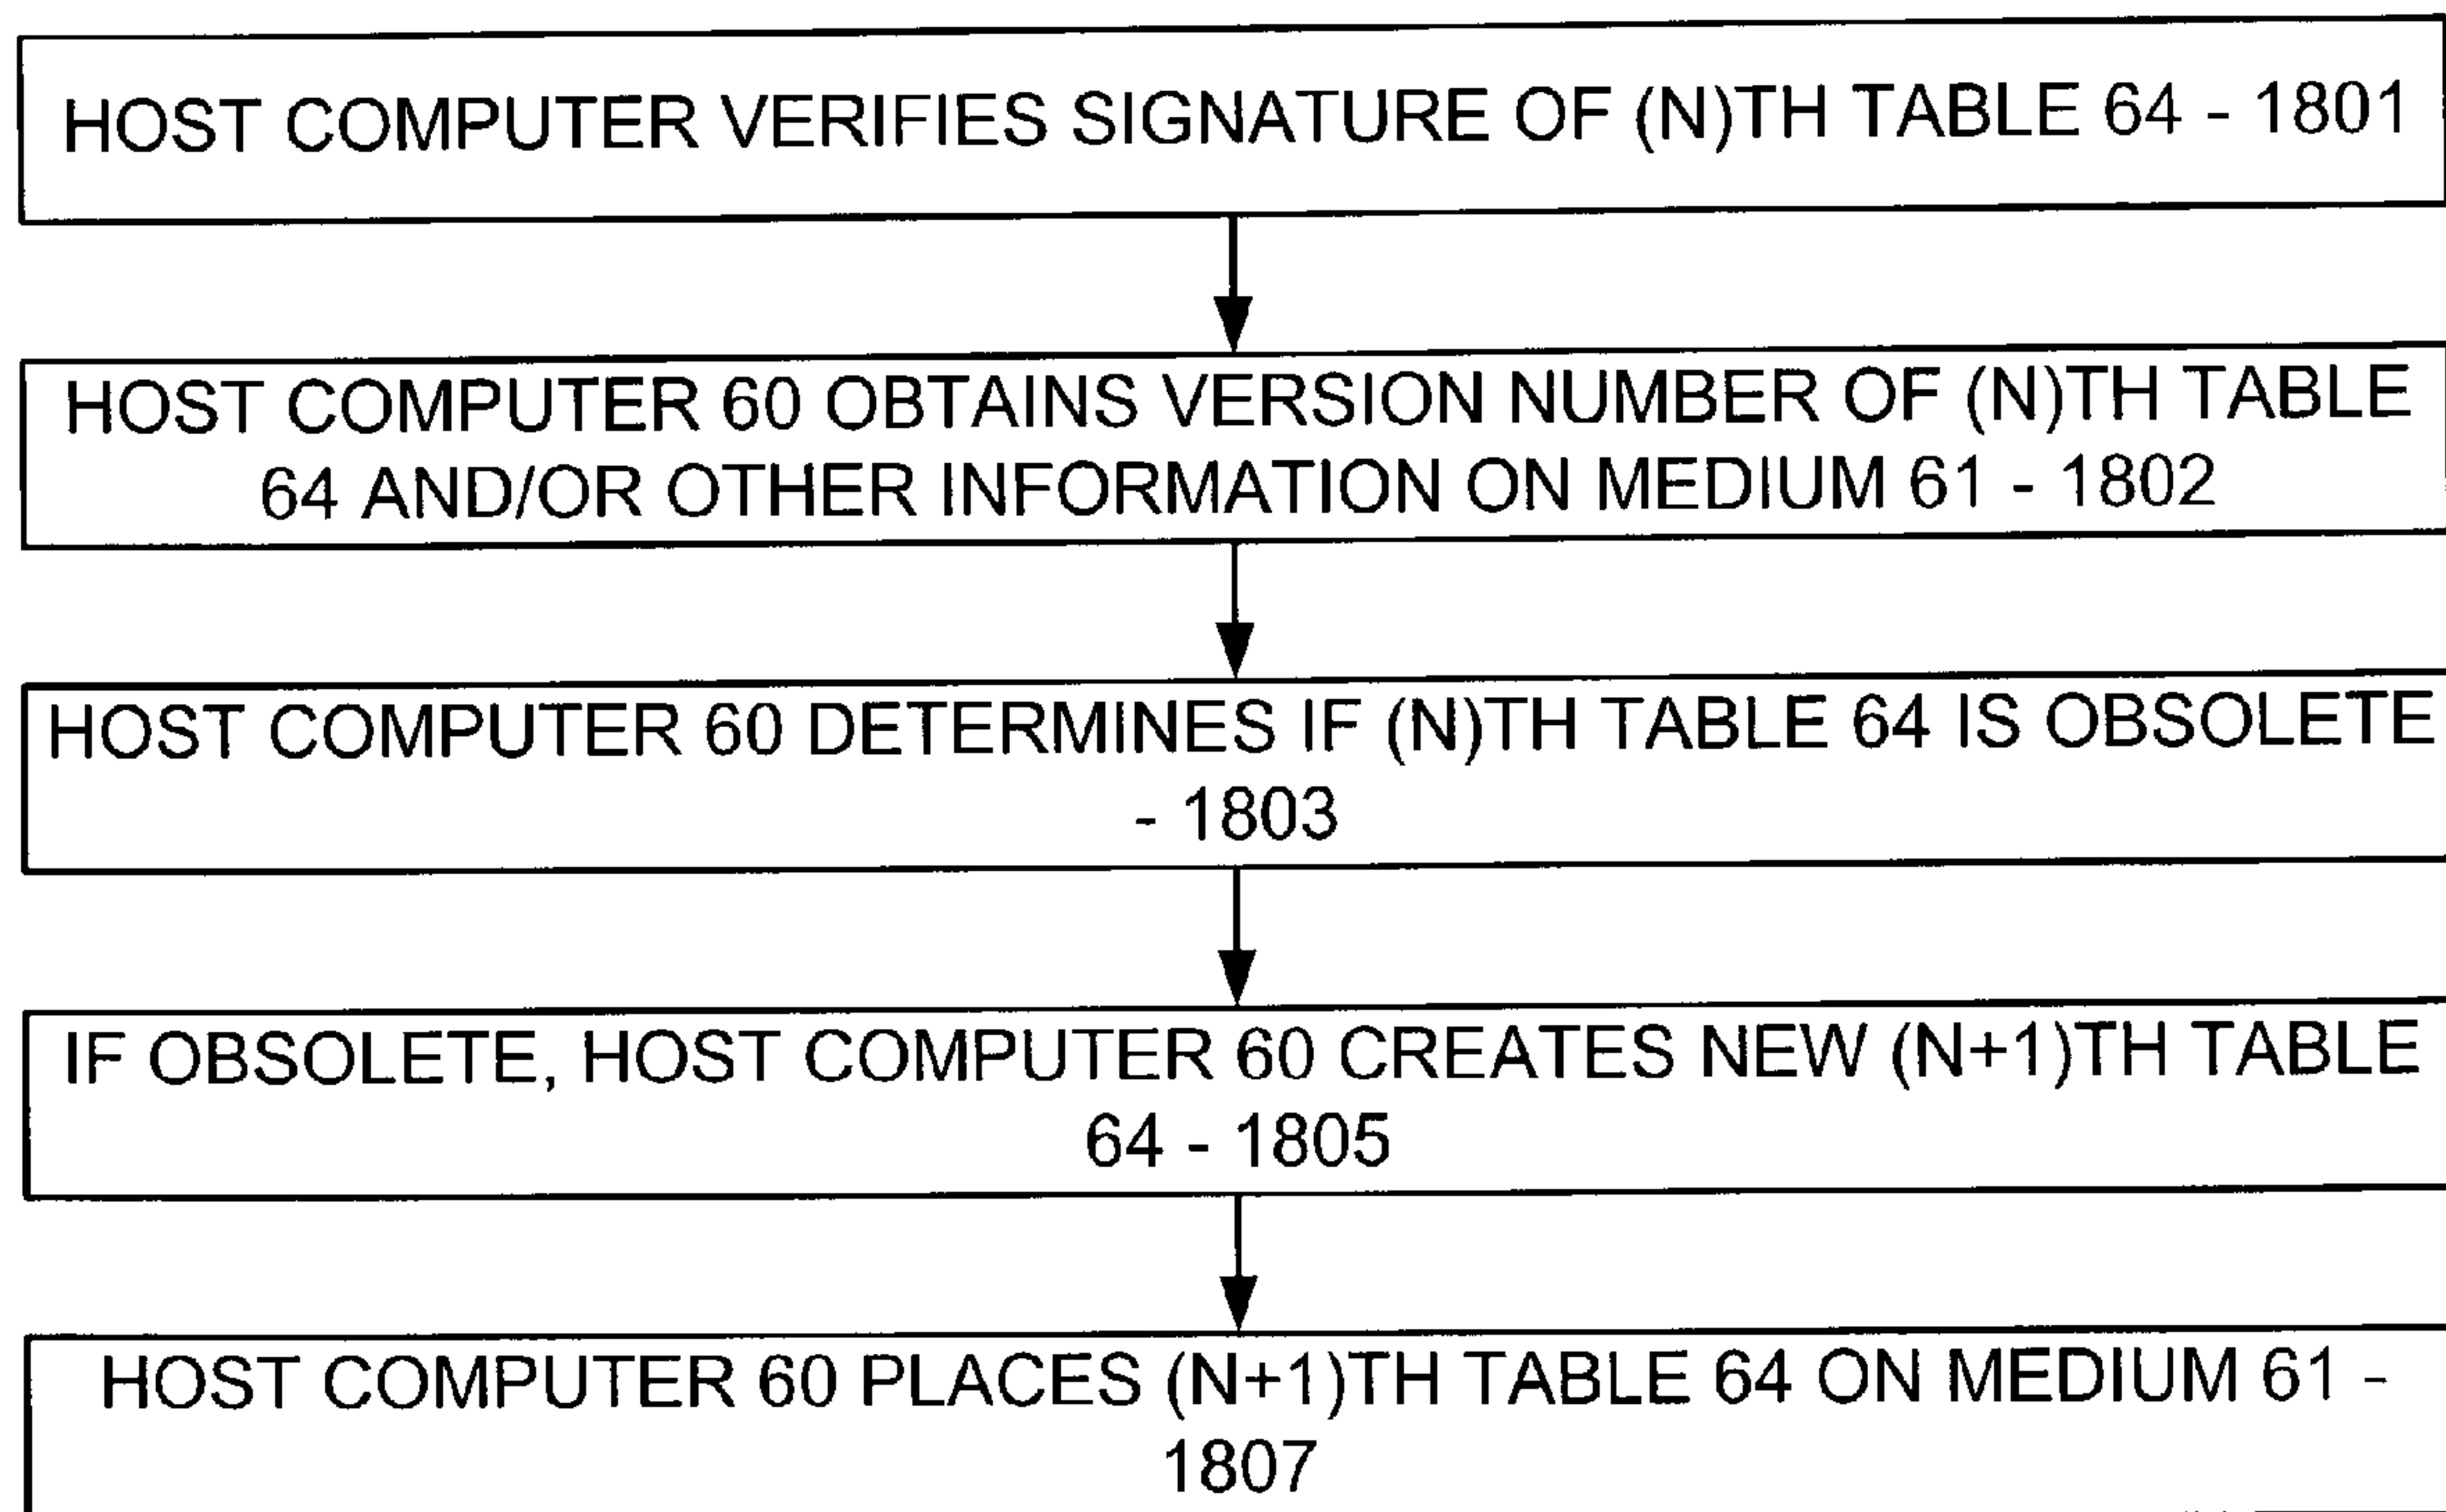 HOST COMPUTER VERIFIES SIGNATURE OF (N)TH TABLE 64 - 1801
HOST COMPUTER 60 OBTAINS VERSION NUMBER OF (N)TH TABLE
64 AND/OR OTHER INFORMATION ON MEDIUM 61 - 1802
HOST COMPUTER 60 DETERMINES IF (N)TH TABLE 64 IS OBSOLETE
- 1803
IF OBSOLETE, HOST COMPUTER 60 CREATES NEW (N+1)TH TABLE
64 - 1805
HOST COMPUTER 60 PLACES (N+1)TH TABLE 64 ON MEDIUM 61 -
1807